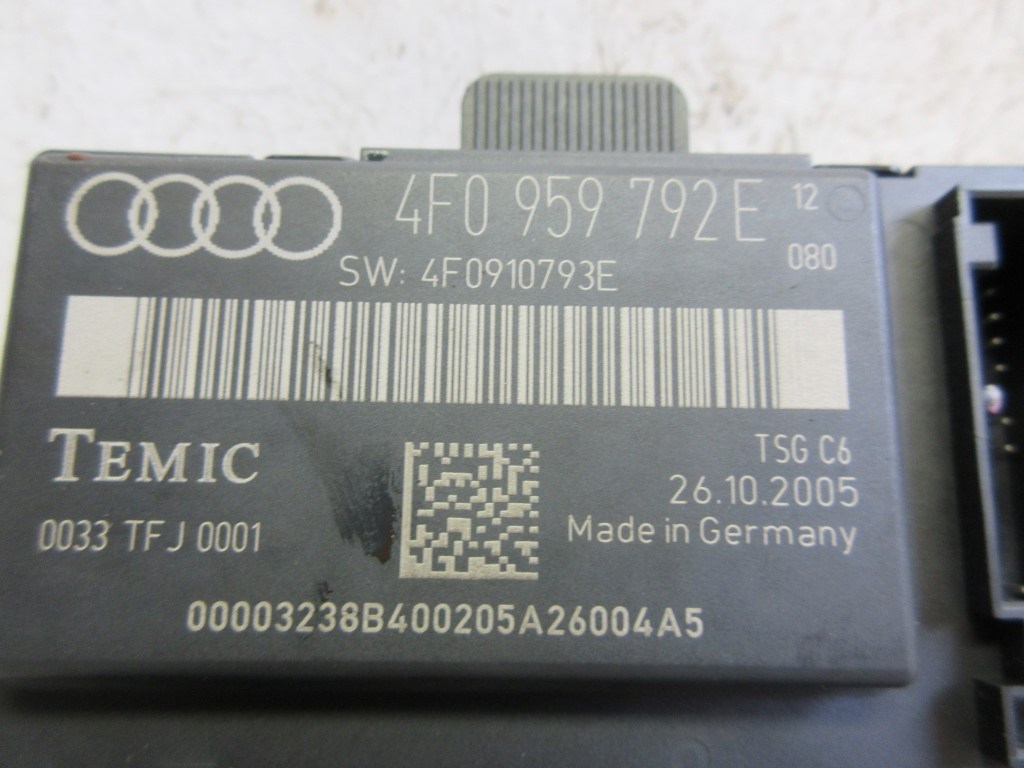 4F0 959 792E 12
080
SW: 4F0910793E
TEMIC
TSG C6
26.10.2005
0033 TFJ 0001
Made in Germany
00003238B400205A26004A5